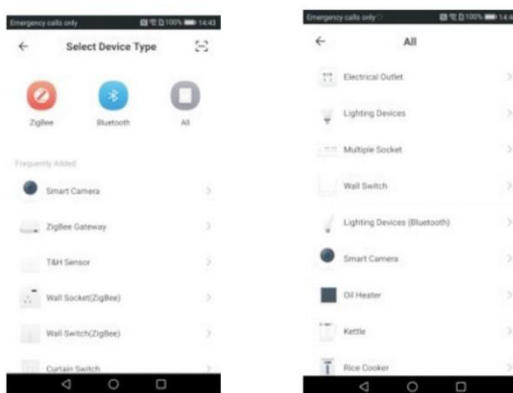 Emergency calls only
100% 14:43
Select Device Type
ZigBee
Bluetooth
All
Frequently Added
Smart Camera
ZigBee Gateway
T&H Sensor
Wall Socket(ZigBee)
Wall Switch(ZigBee)
Curtain Switch
Emergency calls only
100%
All
Electrical Outlet
Lighting Devices
Multiple Socket
Wall Switch
Lighting Devices (Bluetooth)
Smart Camera
Oil Heater
Kettle
Rice Cooker